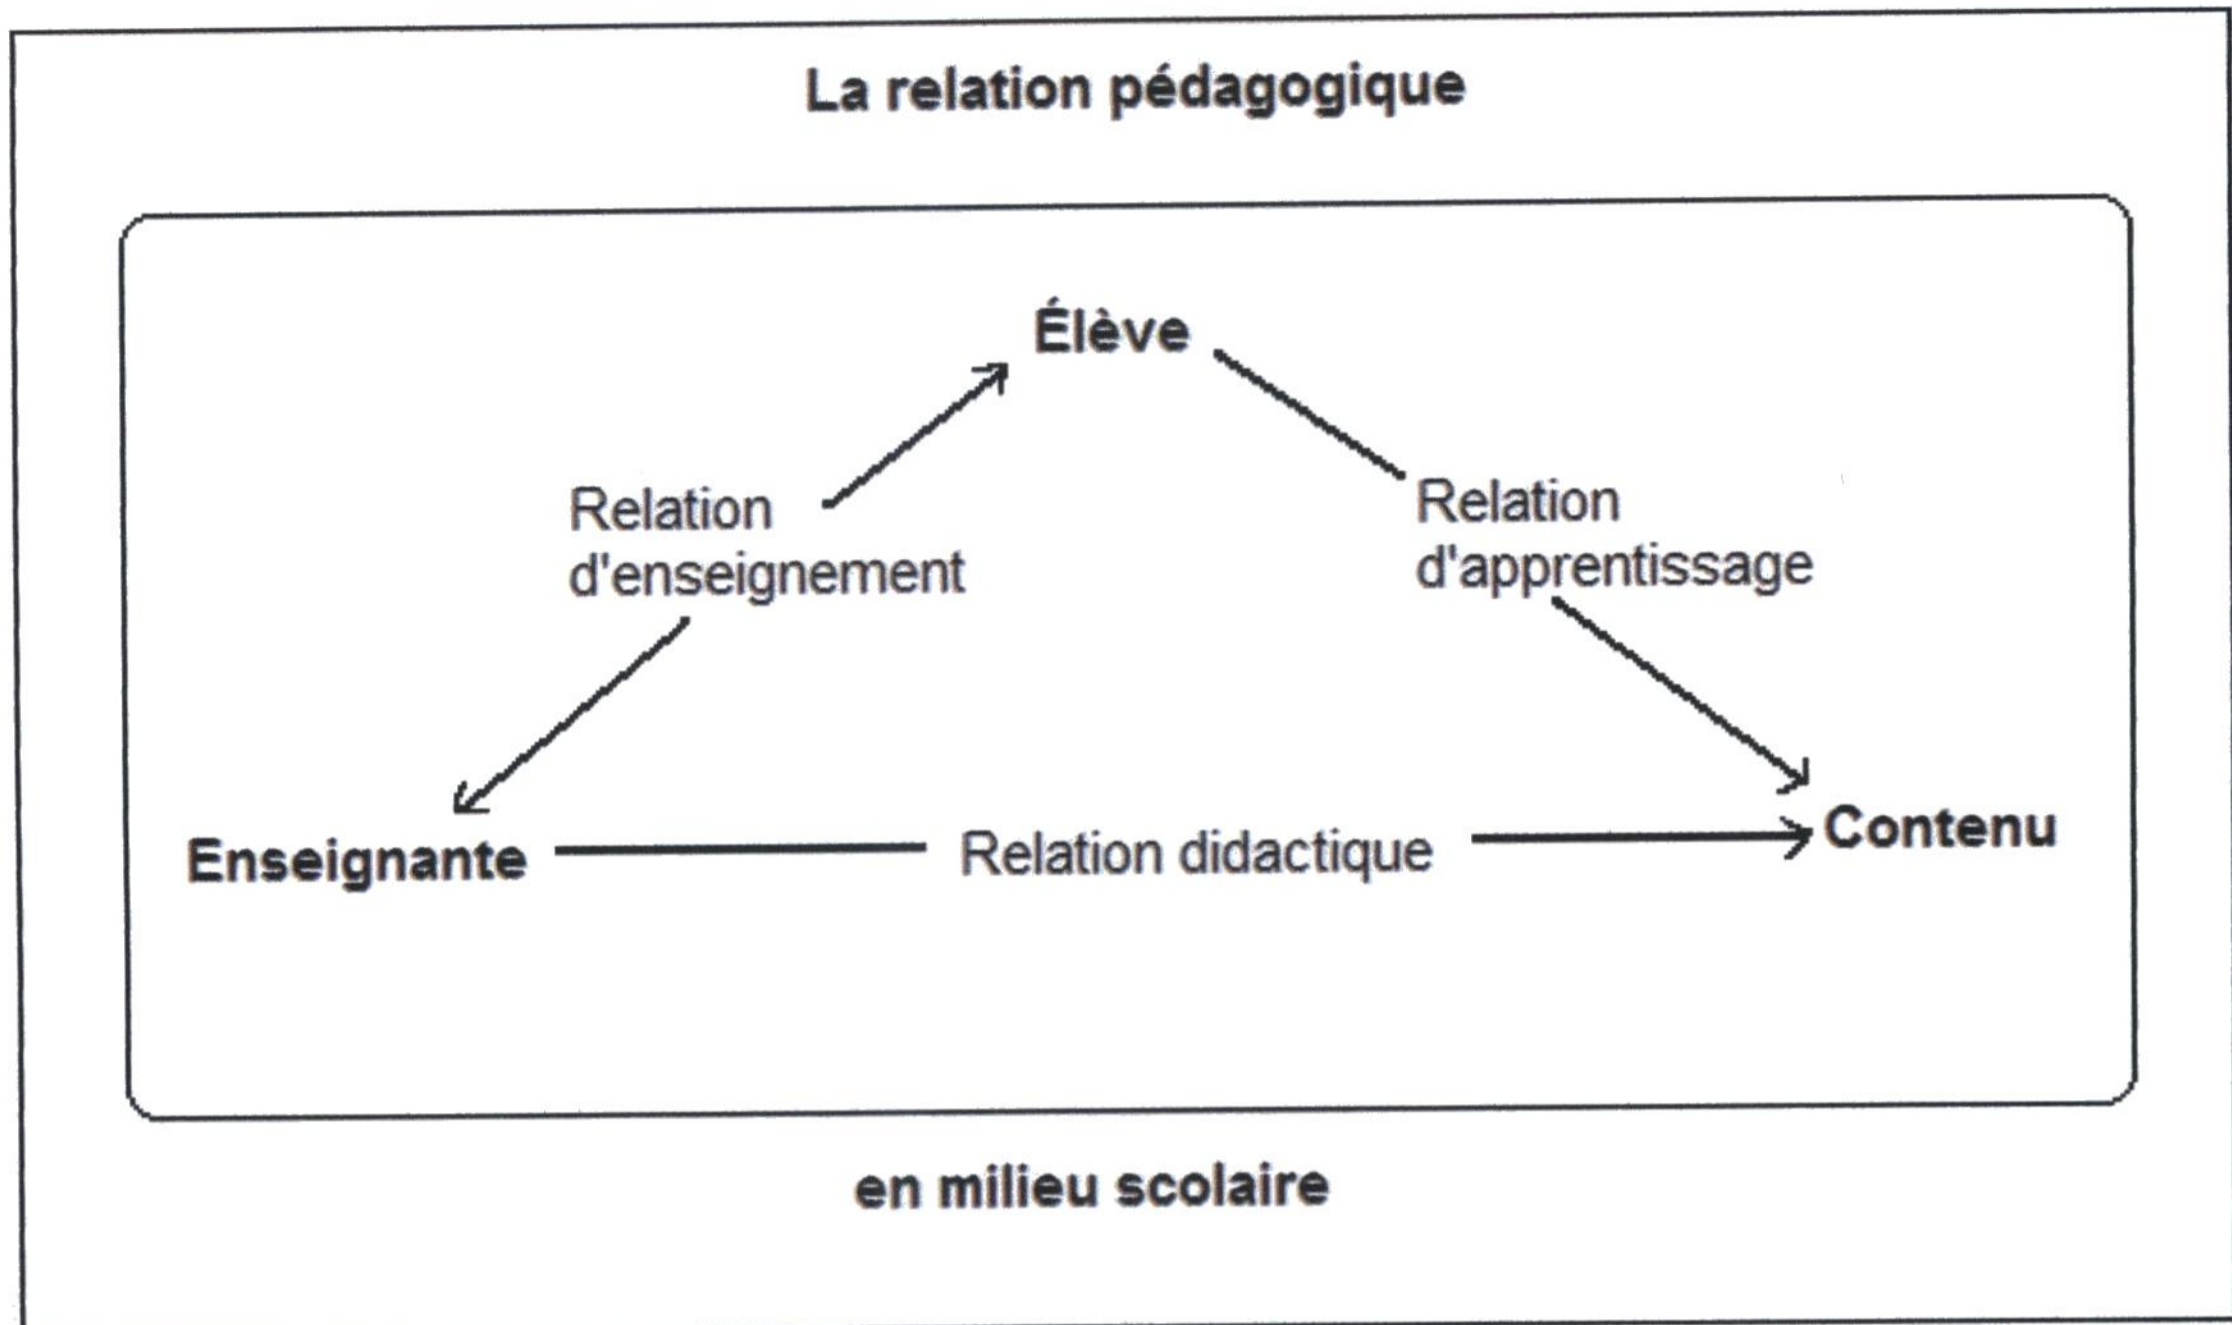 La relation pédagogique
Élève
Relation
d'enseignement
Relation
d'apprentissage
Enseignante
Relation didactique
Contenu
en milieu scolaire